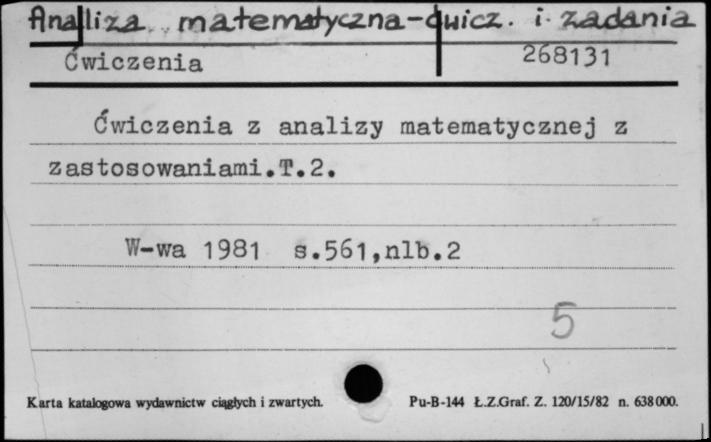 Analiza matematyczna-ćwicz. i zadania
Ćwiczenia 268131
Ćwiczenia z analizy matematycznej z
zastosowaniami.T.2.
W-wa 1981 s.561,nlb.2
5
Karta katalogowa wydawnictw ciągłych i zwartych. Pu-B-144 Ł.Z.Graf. Z. 120/15/82 n. 638000.